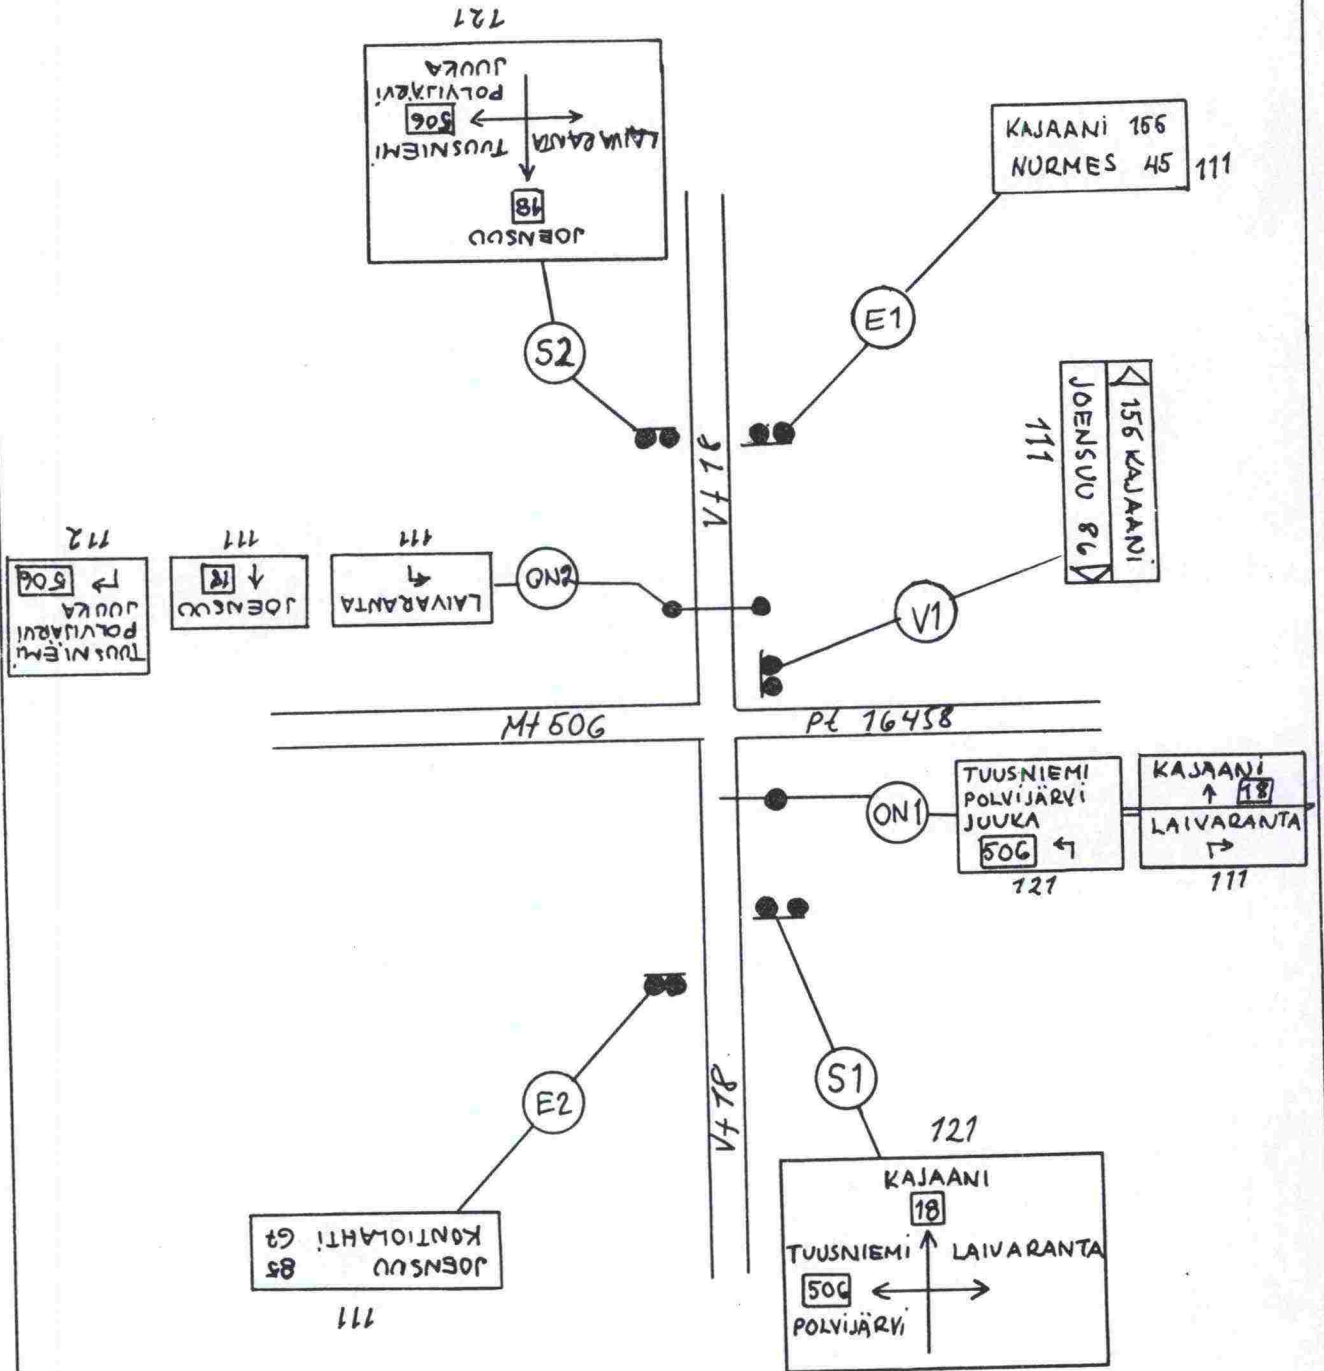 121
JOENSUU
18
TUUSNIEMI
LAIVARANTA
506
POLVIJÄRVI
JUUKA
S2
KAJAANI 156
NURMES 45
111
E1
156 KAJAANI
JOENSUU 86
111
V1
Vt 18
TUUSNIEMI
POLVIJÄRVI
JUUKA
506
112
JOENSUU
18
111
LAIVARANTA
111
ON2
Mt 506
Pt 16458
ON1
TUUSNIEMI
POLVIJÄRVI
JUUKA
506
121
KAJAANI
18
LAIVARANTA
111
Vt 18
E2
JOENSUU 85
KONTIOLAHTI 67
111
S1
121
KAJAANI
18
TUUSNIEMI LAIVARANTA
506
POLVIJÄRVI